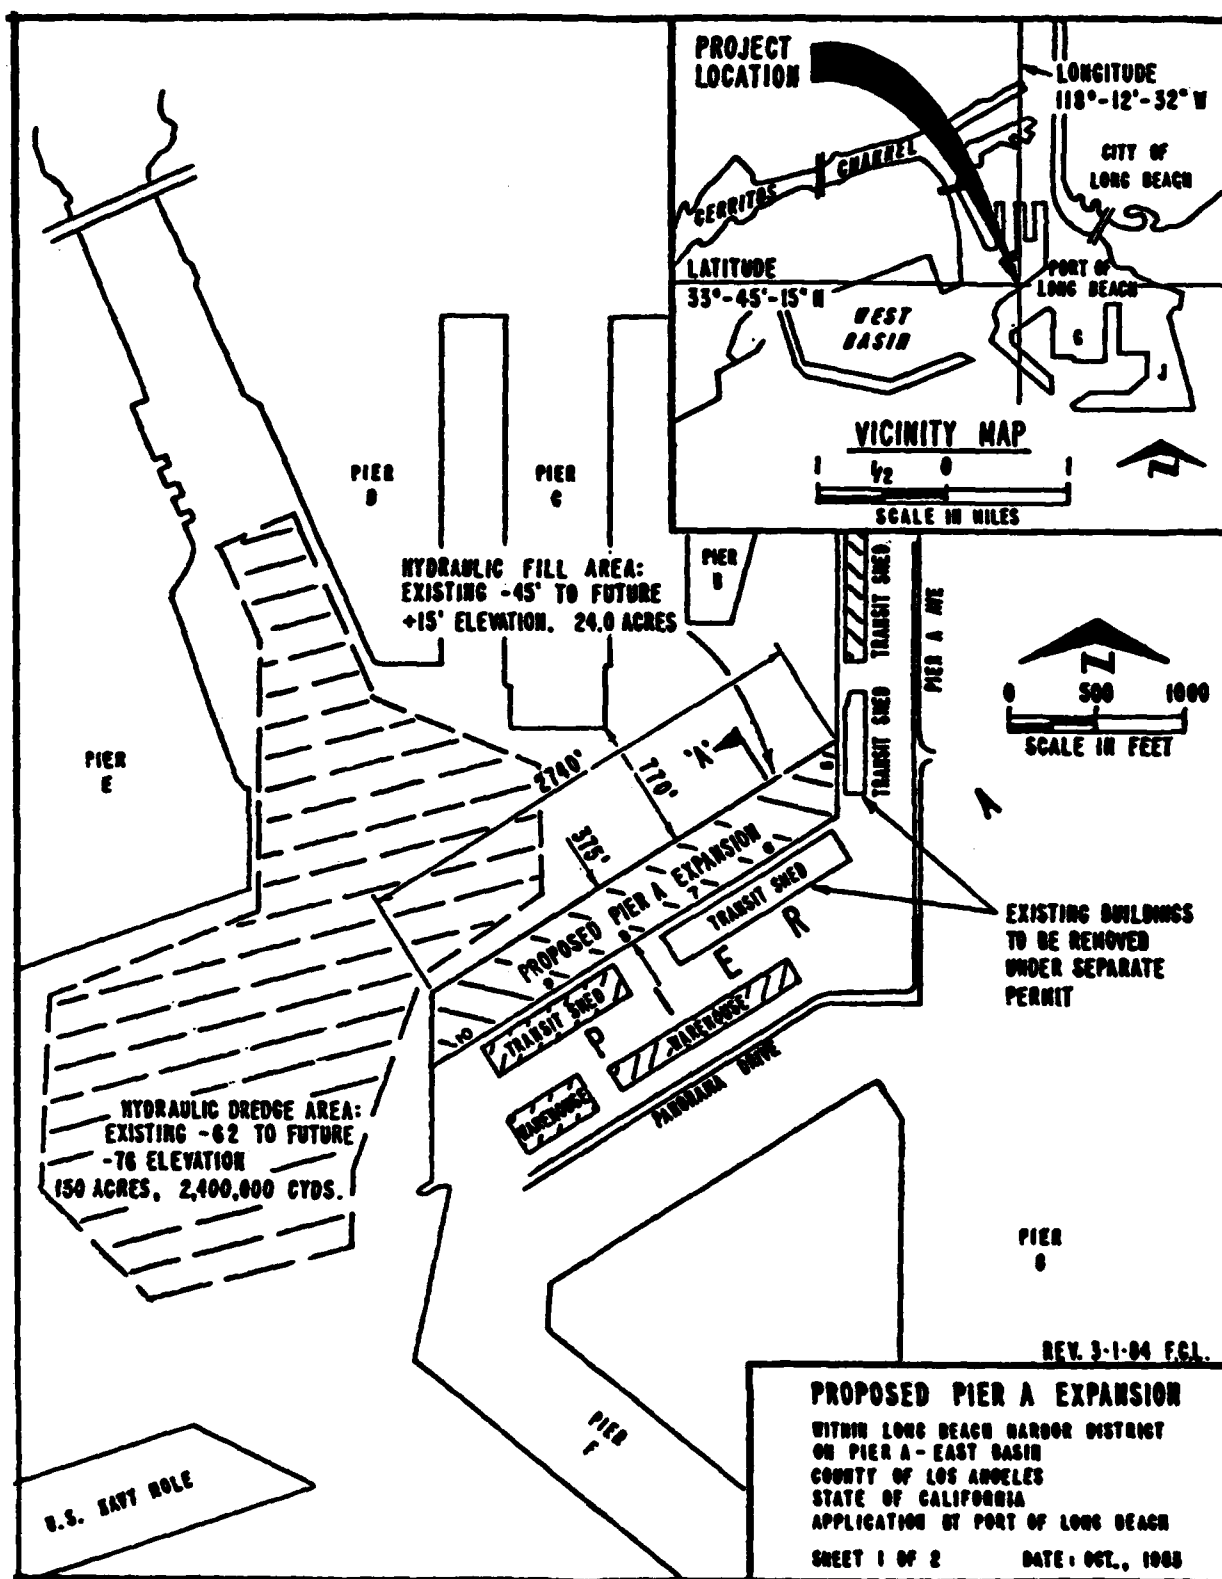 PROJECT
LOCATION
LONGITUDE
118°-12'-32" W
CITY OF
LONG BEACH
CERRITOS
CHANNEL
LATITUDE
33°-45'-15" N
PORT OF
LONG BEACH
WEST
BASIN
G
J
VICINITY MAP
1 1/2 0 1
SCALE IN MILES
N
PIER
D
PIER
C
PIER
B
HYDRAULIC FILL AREA:
EXISTING -45' TO FUTURE
+15' ELEVATION. 24.0 ACRES
TRANSIT SHED
TRANSIT SHED
PIER A AVE
N
0 500 1000
SCALE IN FEET
PIER
E
2740'
770'
"A"
375'
A
PROPOSED PIER A EXPANSION
6
7
8
9
10
TRANSIT SHED
TRANSIT SHED
PIER
WAREHOUSE
WAREHOUSE
PANORAMA DRIVE
EXISTING BUILDINGS
TO BE REMOVED
UNDER SEPARATE
PERMIT
HYDRAULIC DREDGE AREA:
EXISTING -62 TO FUTURE
-76 ELEVATION
150 ACRES, 2,400,000 CYDS.
PIER
PIER
F
U.S. NAVY MOLE
REV. 3-1-84 F.G.L.
PROPOSED PIER A EXPANSION
WITHIN LONG BEACH HARBOR DISTRICT
ON PIER A - EAST BASIN
COUNTY OF LOS ANGELES
STATE OF CALIFORNIA
APPLICATION BY PORT OF LONG BEACH
SHEET 1 OF 2 DATE: OCT., 1983